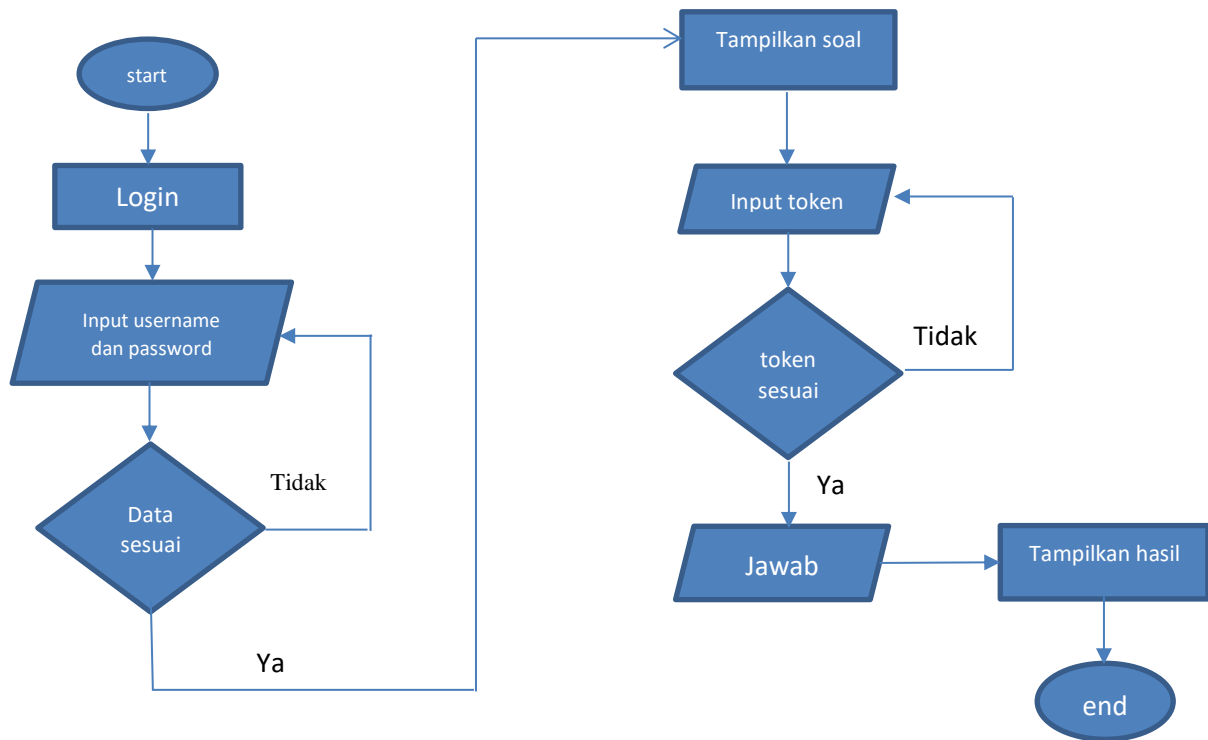 start
Login
Input username
dan password
Data
sesuai
Tidak
Ya
Tampilkan soal
Input token
token
sesuai
Tidak
Ya
Jawab
Tampilkan hasil
end